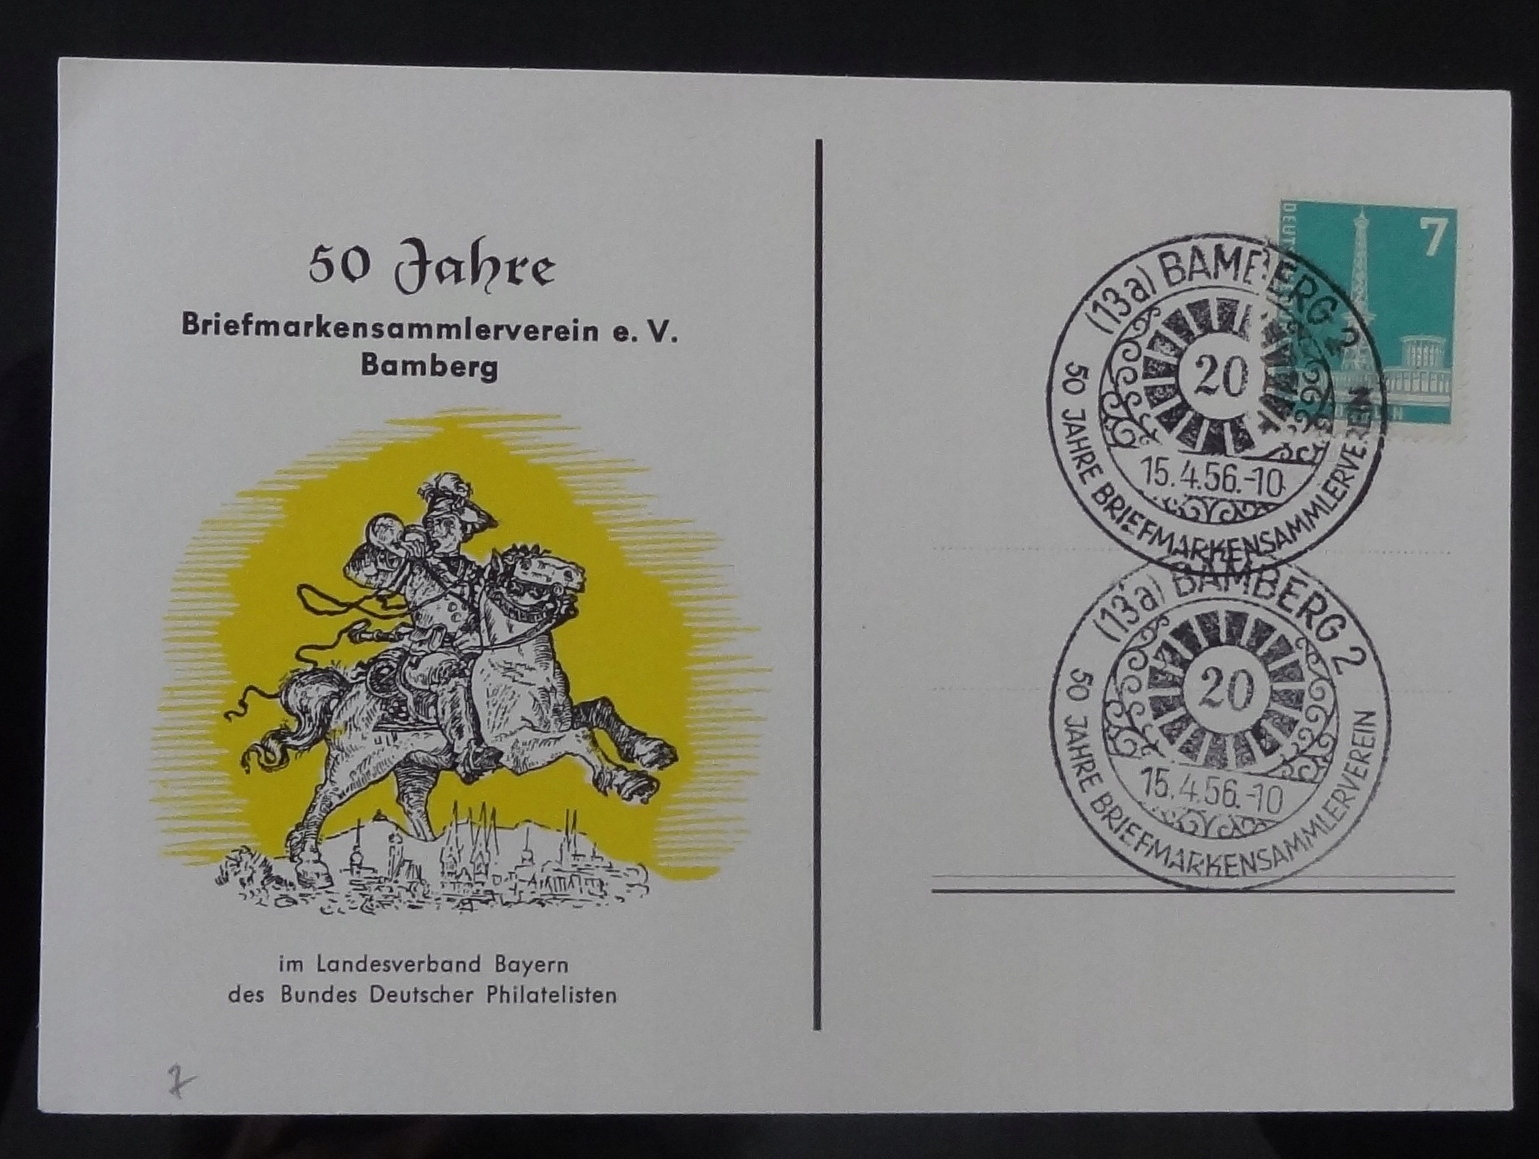 50 Jahre
Briefmarkensammlerverein e. V.
Bamberg
im Landesverband Bayern
des Bundes Deutscher Philatelisten
7
7
(13a) BAMBERG 2
20
15.4.56.-10
50 JAHRE BRIEFMARKENSAMMLERVEREIN
(13a) BAMBERG 2
20
15.4.56.-10
50 JAHRE BRIEFMARKENSAMMLERVEREIN